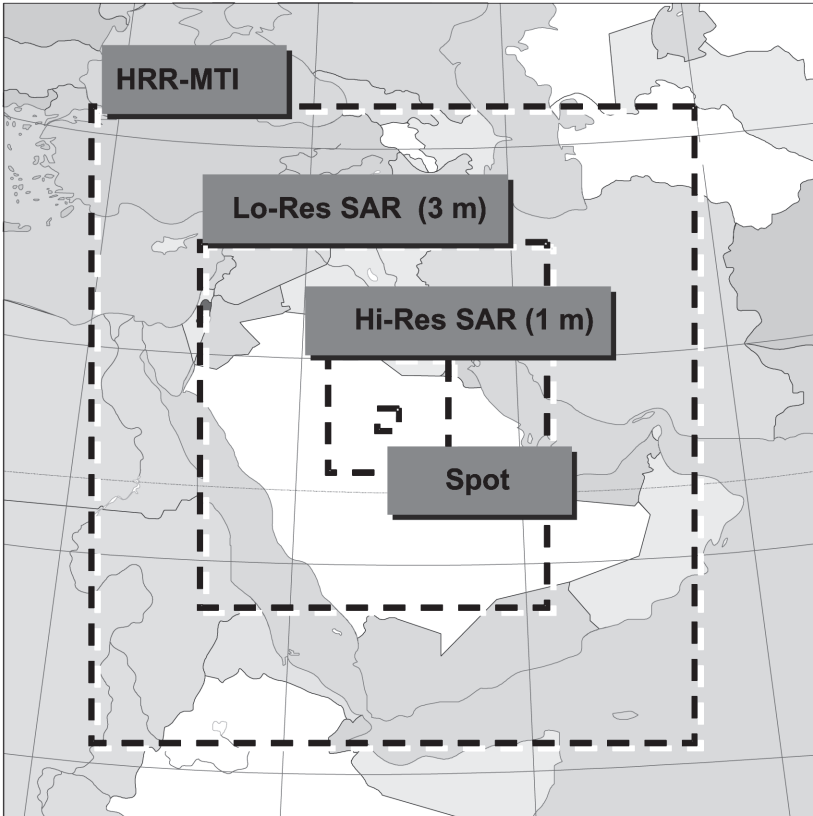 HRR-MTI
Lo-Res SAR (3 m)
Hi-Res SAR (1 m)
Spot